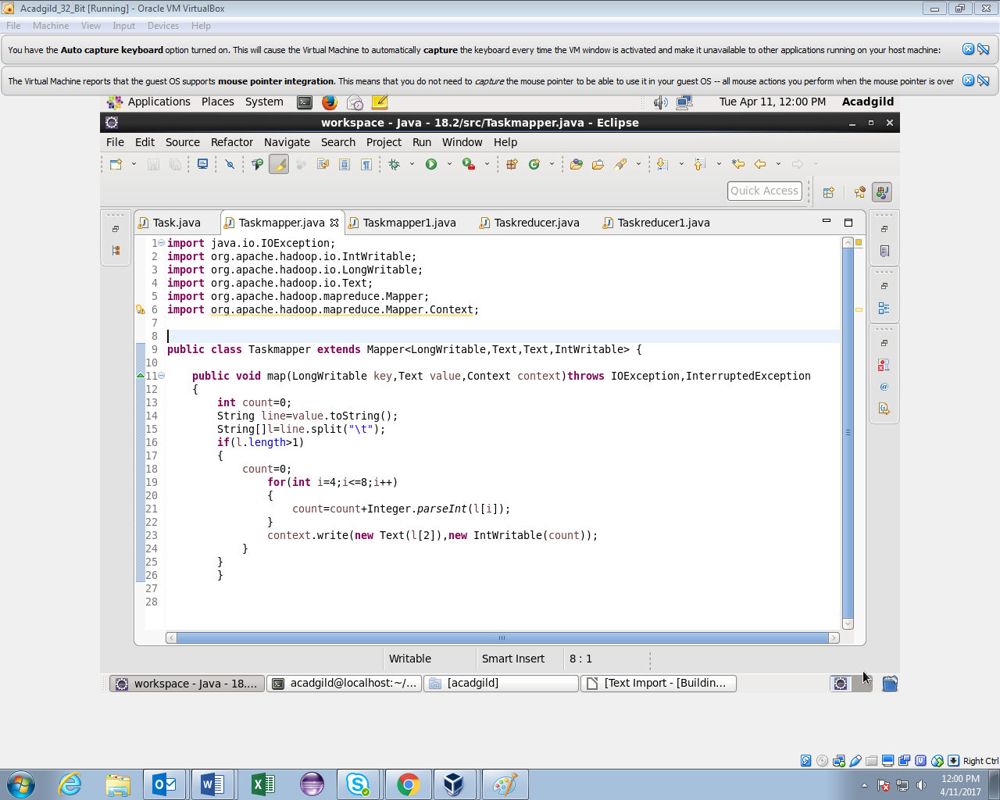 Acadgild_32_Bit [Running] - Oracle VM VirtualBox
File Machine View Input Devices Help
You have the Auto capture keyboard option turned on. This will cause the Virtual Machine to automatically capture the keyboard every time the VM window is activated and make it unavailable to other applications running on your host machine:
The Virtual Machine reports that the guest OS supports mouse pointer integration. This means that you do not need to capture the mouse pointer to be able to use it in your guest OS -- all mouse actions you perform when the mouse pointer is over
Applications Places System Tue Apr 11, 12:00 PM Acadgild
workspace - Java - 18.2/src/Taskmapper.java - Eclipse
File Edit Source Refactor Navigate Search Project Run Window Help
Quick Access
Task.java Taskmapper.java Taskmapper1.java Taskreducer.java Taskreducer1.java
1 import java.io.IOException;
2 import org.apache.hadoop.io.IntWritable;
3 import org.apache.hadoop.io.LongWritable;
4 import org.apache.hadoop.io.Text;
5 import org.apache.hadoop.mapreduce.Mapper;
6 import org.apache.hadoop.mapreduce.Mapper.Context;
7
8
9 public class Taskmapper extends Mapper<LongWritable,Text,Text,IntWritable> {
10
11 public void map(LongWritable key,Text value,Context context)throws IOException,InterruptedException
12 {
13 int count=0;
14 String line=value.toString();
15 String[]l=line.split("\t");
16 if(l.length>1)
17 {
18 count=0;
19 for(int i=4;i<=8;i++)
20 {
21 count=count+Integer.parseInt(l[i]);
22 }
23 context.write(new Text(l[2]),new IntWritable(count));
24 }
25 }
26 }
27
28
Writable Smart Insert 8 : 1
workspace - Java - 18.... acadgild@localhost:~/... [acadgild] [Text Import - [Buildin...
Right Ctrl
12:00 PM
4/11/2017